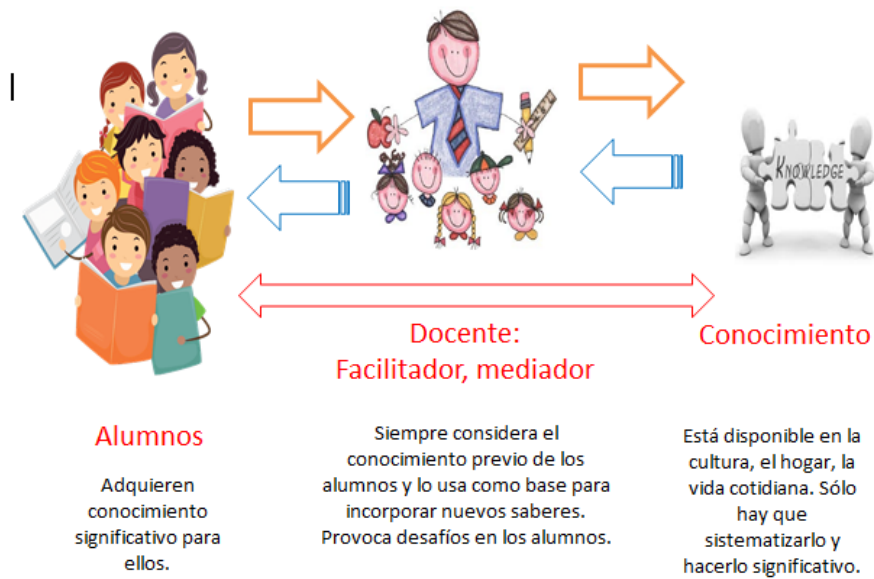 KNOWLEDGE
Docente:
Facilitador, mediador
Conocimiento
Alumnos
Adquieren
conocimiento
significativo para
ellos.
Siempre considera el
conocimiento previo de los
alumnos y lo usa como base para
incorporar nuevos saberes.
Provoca desafíos en los alumnos.
Está disponible en la
cultura, el hogar, la
vida cotidiana. Sólo
hay que
sistematizarlo y
hacerlo significativo.